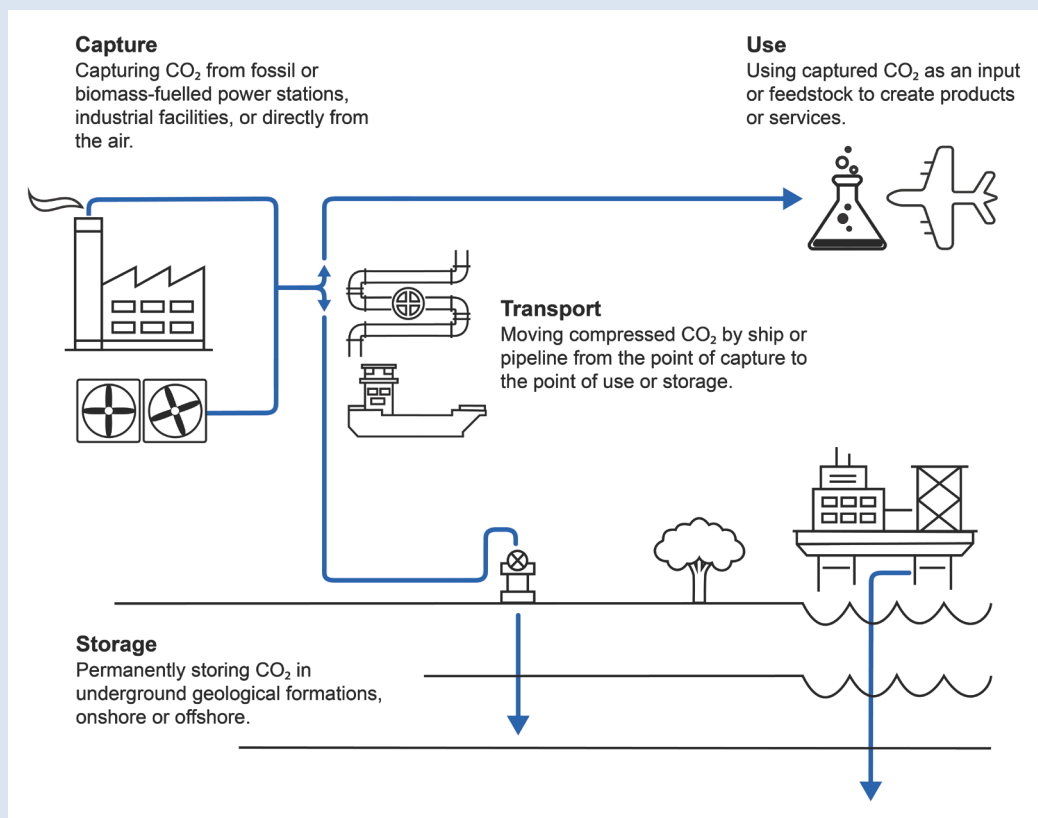 Capture
Capturing CO₂ from fossil or
biomass-fuelled power stations,
industrial facilities, or directly from
the air.
Use
Using captured CO₂ as an input
or feedstock to create products
or services.
Transport
Moving compressed CO₂ by ship or
pipeline from the point of capture to
the point of use or storage.
Storage
Permanently storing CO₂ in
underground geological formations,
onshore or offshore.